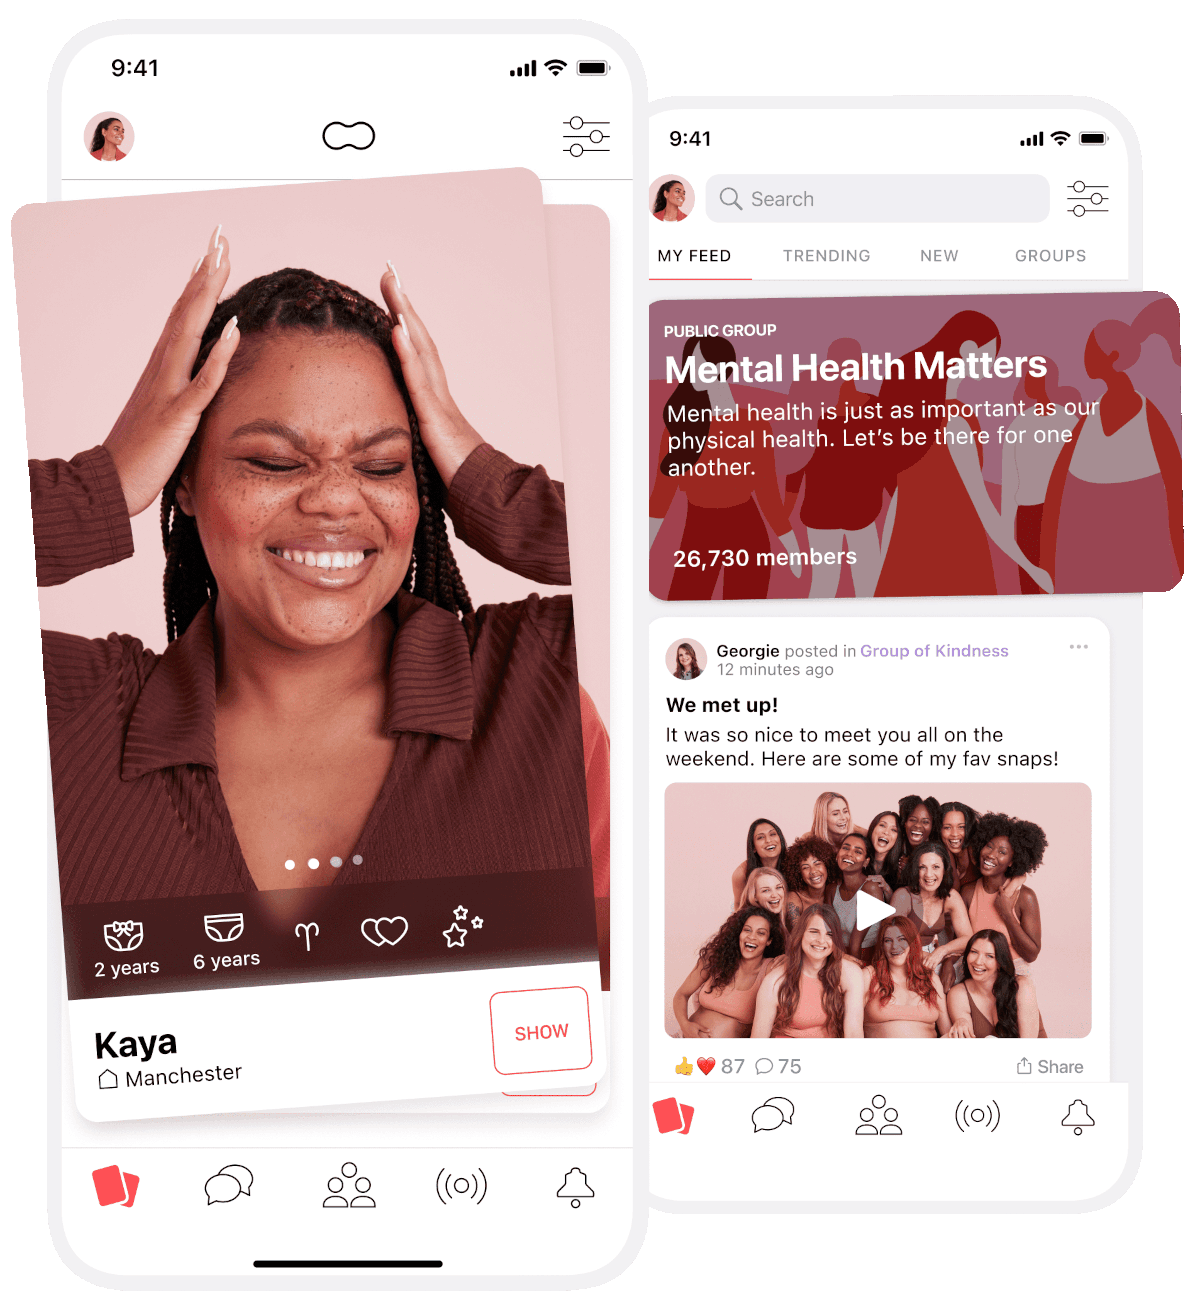 9:41
2 years
6 years
Kaya
Manchester
SHOW
9:41
Search
MY FEED
TRENDING
NEW
GROUPS
PUBLIC GROUP
Mental Health Matters
Mental health is just as important as our
physical health. Let's be there for one
another.
26,730 members
Georgie posted in Group of Kindness
12 minutes ago
We met up!
It was so nice to meet you all on the
weekend. Here are some of my fav snaps!
87
75
Share